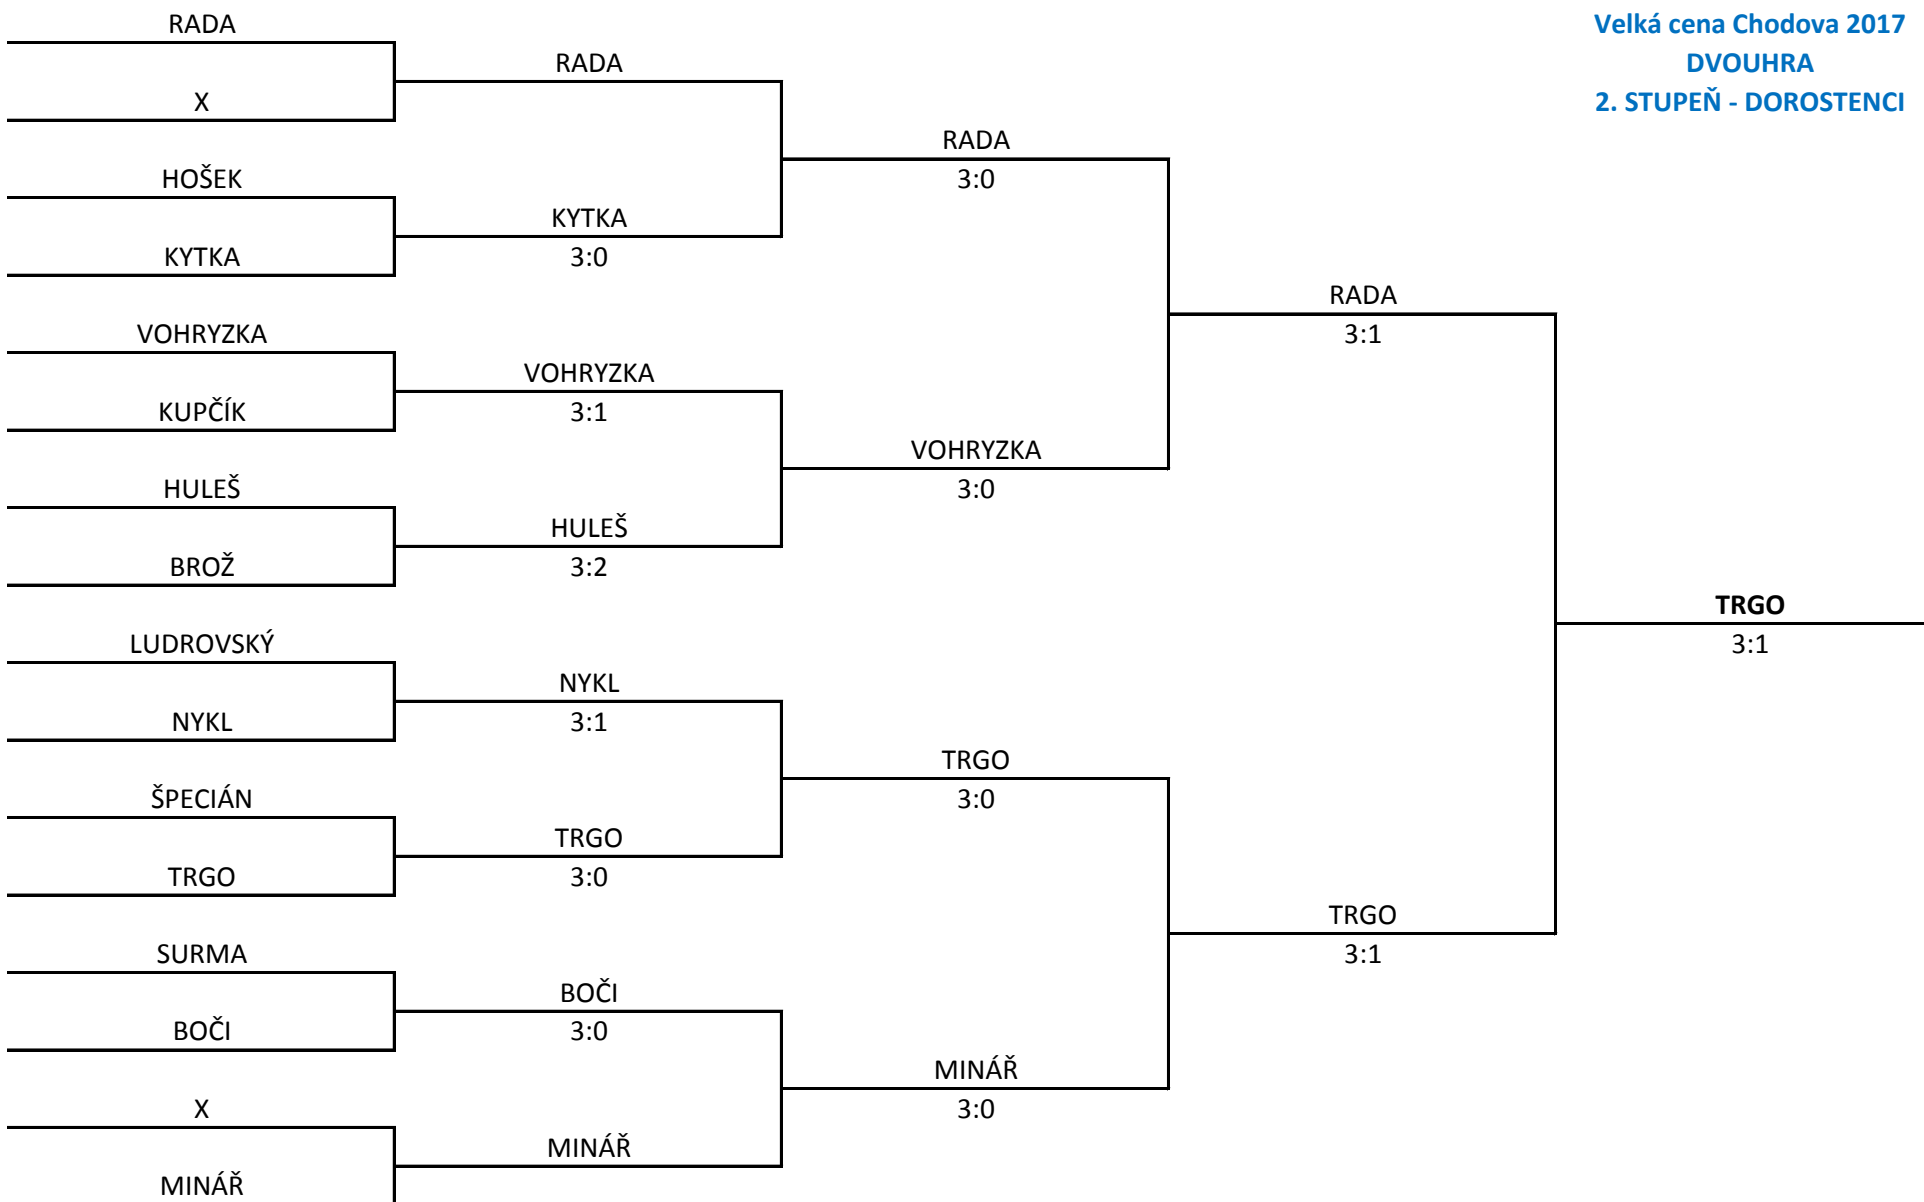 Velká cena Chodova 2017
DVOUHRA
2. STUPEŇ - DOROSTENCI
RADA
X
HOŠEK
KYTKA
VOHRYZKA
KUPČÍK
HULEŠ
BROŽ
LUDROVSKÝ
NYKL
ŠPECIÁN
TRGO
SURMA
BOČI
X
MINÁŘ
RADA
KYTKA
3:0
VOHRYZKA
3:1
HULEŠ
3:2
NYKL
3:1
TRGO
3:0
BOČI
3:0
MINÁŘ
RADA
3:0
VOHRYZKA
3:0
TRGO
3:0
MINÁŘ
3:0
RADA
3:1
TRGO
3:1
TRGO
3:1